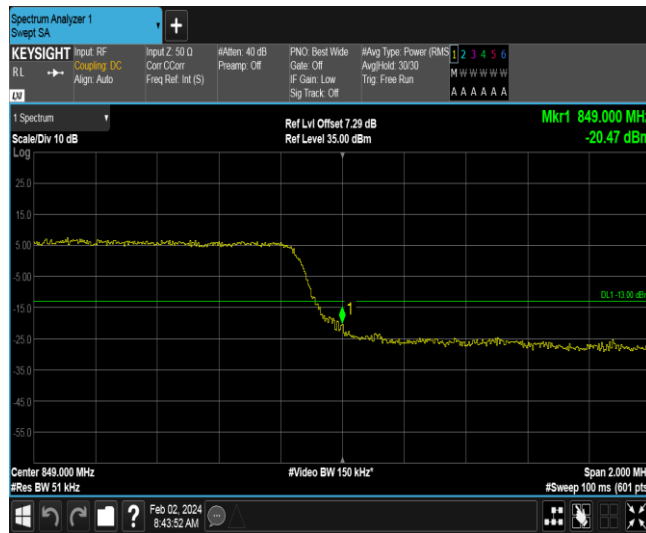 Spectrum Analyzer 1
Swept SA
KEYSIGHT
RL
LXI
Input: RF
Coupling: DC
Align: Auto
Input Z: 50 Ω
Corr CCorr
Freq Ref: Int (S)
#Atten: 40 dB
Preamp: Off
PNO: Best Wide
Gate: Off
IF Gain: Low
Sig Track: Off
#Avg Type: Power (RMS
Avg|Hold: 30/30
Trig: Free Run
1 2 3 4 5 6
M W W W W W
A A A A A A
1 Spectrum
Scale/Div 10 dB
Log
Ref Lvl Offset 7.29 dB
Ref Level 35.00 dBm
Mkr1 849.000 MHz
-20.47 dBm
25.0
15.0
5.00
-5.00
-15.0
-25.0
-35.0
-45.0
-55.0
DL1 -13.00 dBm
1
Center 849.000 MHz
#Res BW 51 kHz
#Video BW 150 kHz*
Span 2.000 MHz
#Sweep 100 ms (601 pts)
?
Feb 02, 2024
8:43:52 AM